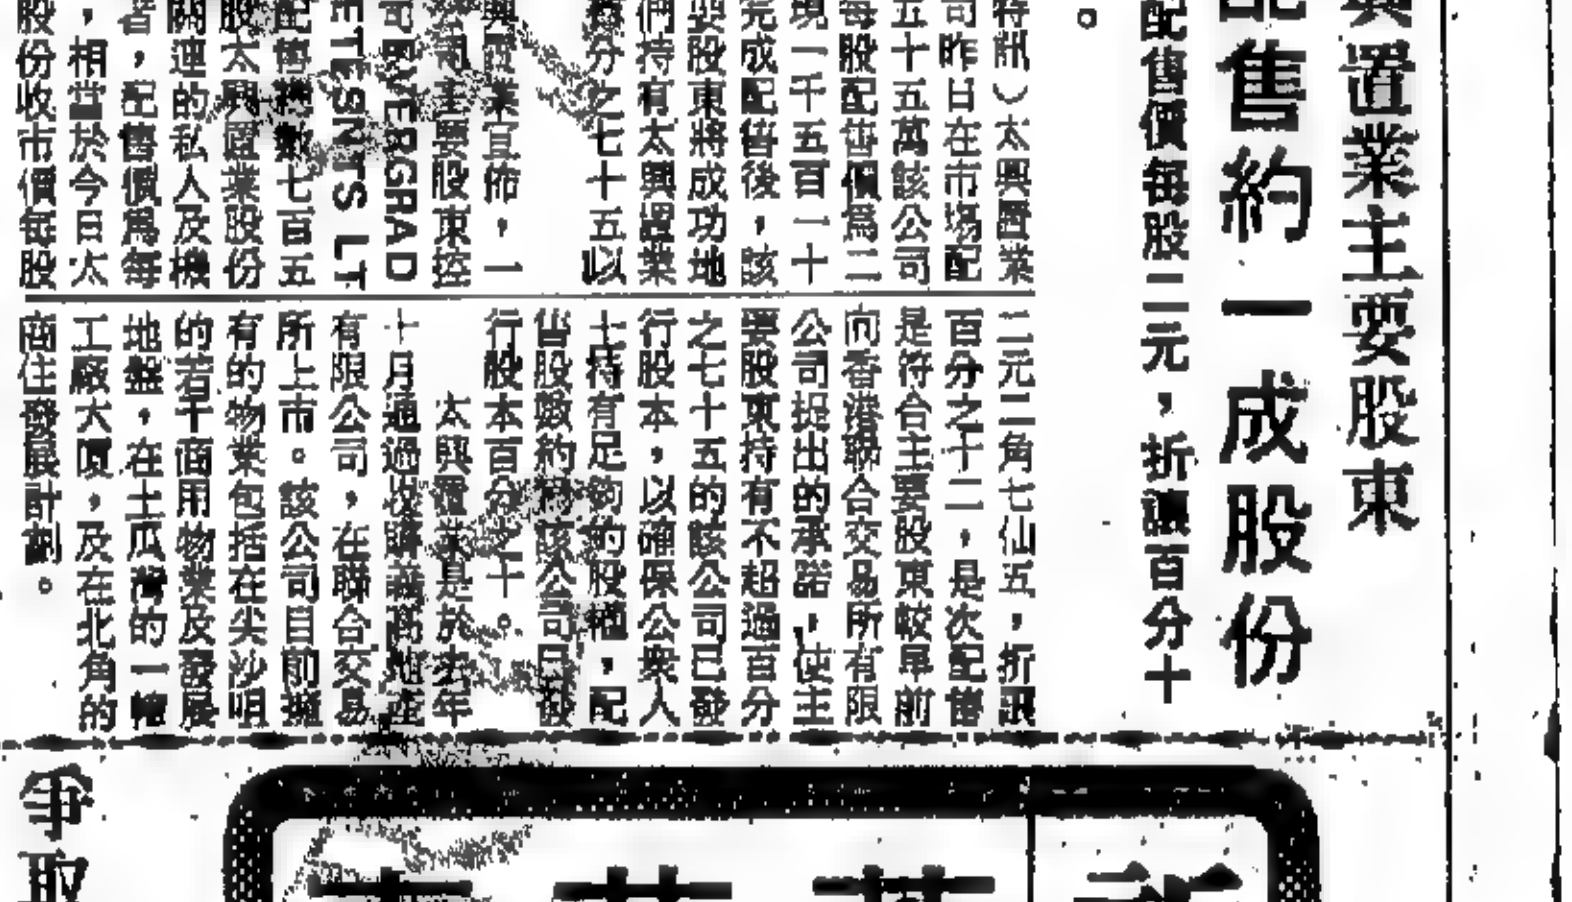 興置業主要股東
配售約一成股份
配售價每股二元，折讓百分十
。
特訊）太興置業
司昨日在市場配
五十五萬該公司
每股配售價為二
現一千五百一十
完成配售後，該
要股東將成功地
們持有太興置業
分之七十五以
興置業宣佈，一
公司主要股東控
司EVERGRAD
ETLSNTS LT
配售總數七百五
股太興置業股份
關連的私人及機
者，配售價為每
，相當於今日太
股份收市價每股
二元二角七仙五，折讓
百分之十二，是次配售
是符合主要股東較早前
向香港聯合交易所有限
公司提出的承諾，使主
要股東持有不超過百分
之七十五的該公司已發
行股本，以確保公眾人
士持有足夠的股權，配
售股數約為該公司已發
行股本百分之十。
太興置業是於去年
十月通過收購義高地產
有限公司，在聯合交易
所上市。該公司目前擁
有的物業包括在尖沙咀
的若干商用物業及發展
地盤，在土瓜灣的一幢
工廠大廈，及在北角的
商住發展計劃。
爭取